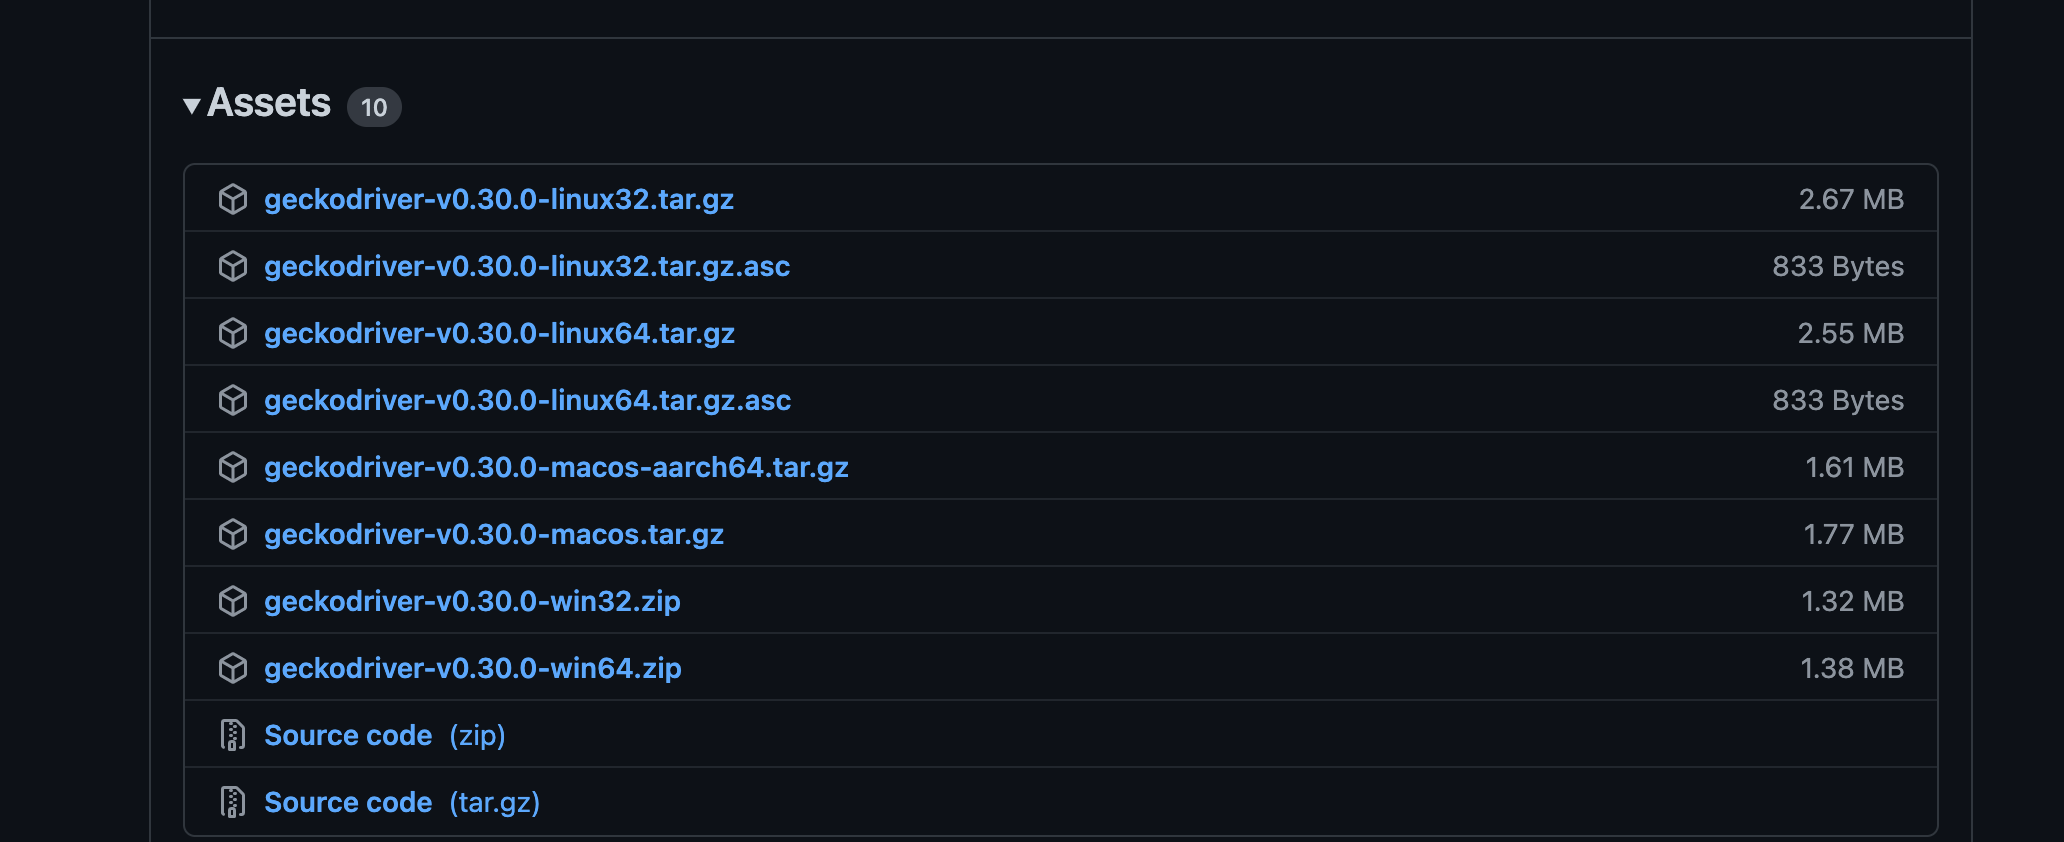 Assets 10
geckodriver-v0.30.0-linux32.tar.gz 2.67 MB
geckodriver-v0.30.0-linux32.tar.gz.asc 833 Bytes
geckodriver-v0.30.0-linux64.tar.gz 2.55 MB
geckodriver-v0.30.0-linux64.tar.gz.asc 833 Bytes
geckodriver-v0.30.0-macos-aarch64.tar.gz 1.61 MB
geckodriver-v0.30.0-macos.tar.gz 1.77 MB
geckodriver-v0.30.0-win32.zip 1.32 MB
geckodriver-v0.30.0-win64.zip 1.38 MB
Source code (zip)
Source code (tar.gz)